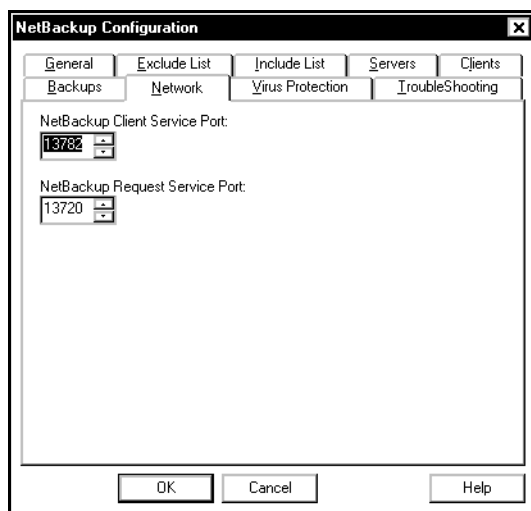 NetBackup Configuration
General Exclude List Include List Servers Clients
Backups Network Virus Protection TroubleShooting
NetBackup Client Service Port:
13782
NetBackup Request Service Port:
13720
OK Cancel Help